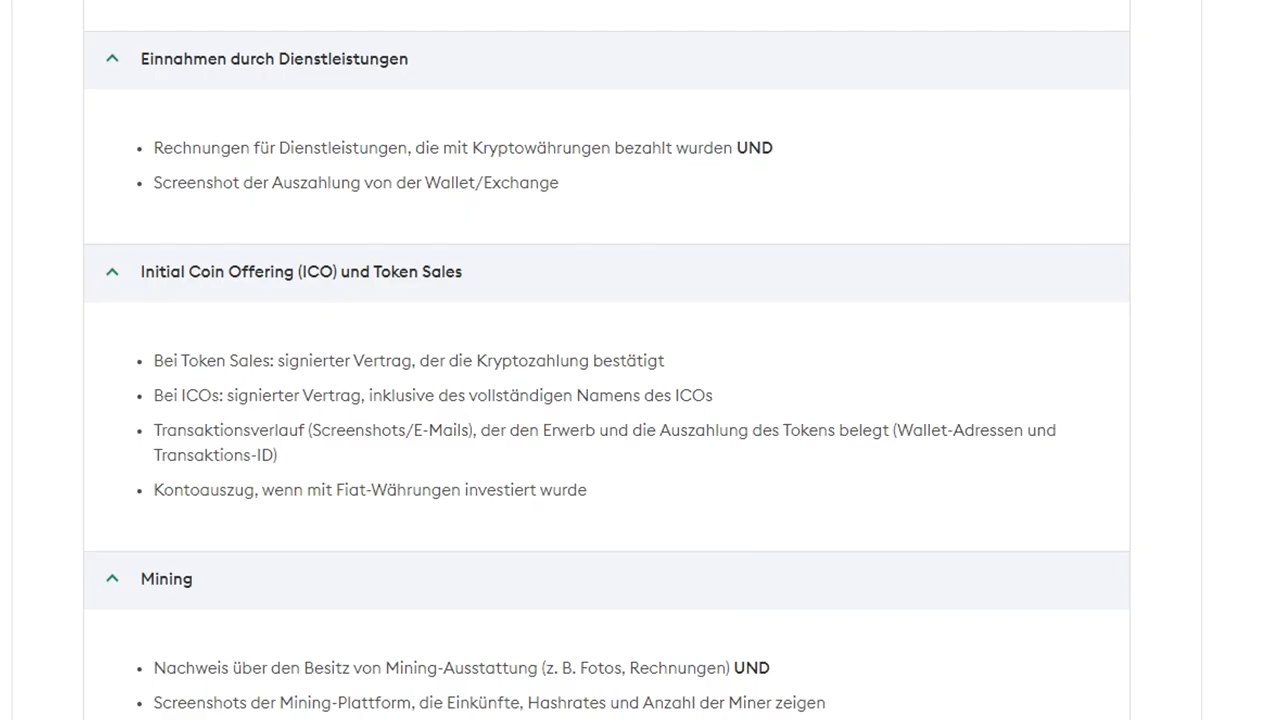 Einnahmen durch Dienstleistungen
• Rechnungen für Dienstleistungen, die mit Kryptowährungen bezahlt wurden UND
• Screenshot der Auszahlung von der Wallet/Exchange
Initial Coin Offering (ICO) und Token Sales
• Bei Token Sales: signierter Vertrag, der die Kryptozahlung bestätigt
• Bei ICOs: signierter Vertrag, inklusive des vollständigen Namens des ICOs
• Transaktionsverlauf (Screenshots/E-Mails), der den Erwerb und die Auszahlung des Tokens belegt (Wallet-Adressen und
Transaktions-ID)
• Kontoauszug, wenn mit Fiat-Währungen investiert wurde
Mining
• Nachweis über den Besitz von Mining-Ausstattung (z. B. Fotos, Rechnungen) UND
• Screenshots der Mining-Plattform, die Einkünfte, Hashrates und Anzahl der Miner zeigen